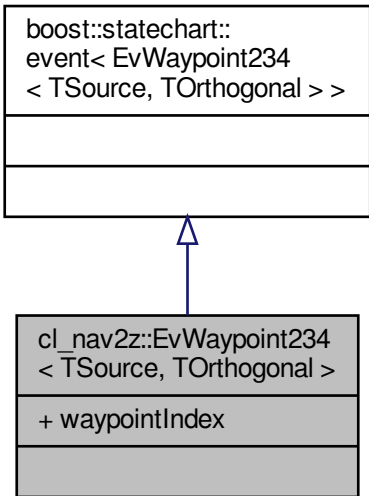 boost::statechart::
event< EvWaypoint234
< TSource, TOrthogonal > >
cl_nav2z::EvWaypoint234
< TSource, TOrthogonal >
+ waypointIndex